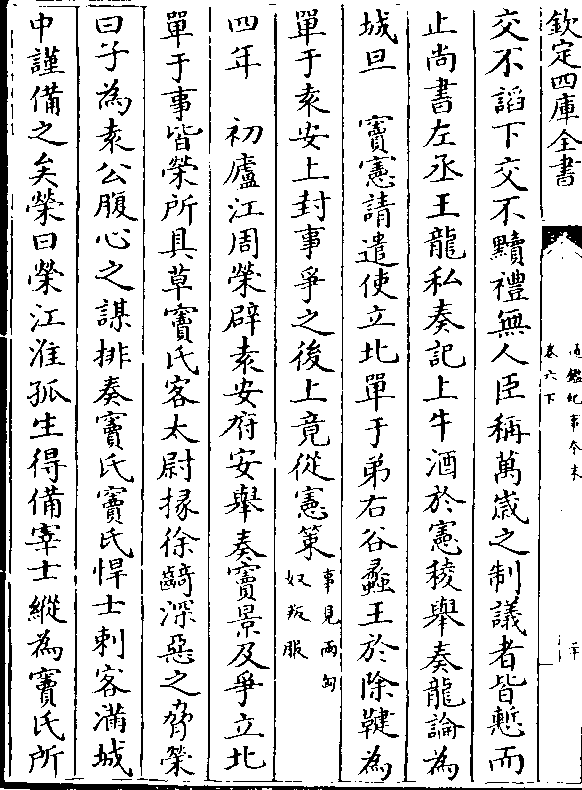 欽定四庫全書
通鑑紀事本末
卷六下
二十
交不諂下交不黷禮無人臣稱萬歲之制議者皆慙而
止尚書左丞王龍私奏記上牛酒於憲稜舉奏龍論為
城旦　竇憲請遣使立北單于弟右谷蠡王於除鞬為
單于袁安上封事爭之後上竟從憲策事見兩匈奴叛服
四年　初廬江周榮辟袁安府安舉奏竇景及爭立北
單于事皆榮所具草竇氏客太尉掾徐齮深惡之脅榮
曰子為袁公腹心之謀排奏竇氏竇氏悍士刺客滿城
中謹備之矣榮曰榮江淮孤生得備宰士縱為竇氏所